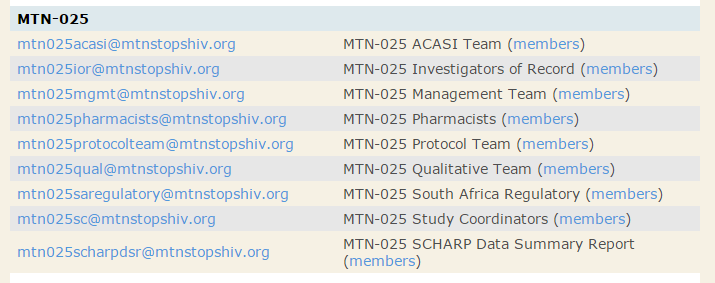 MTN-025
mtn025acasi@mtnstopshiv.org MTN-025 ACASI Team (members)
mtn025ior@mtnstopshiv.org MTN-025 Investigators of Record (members)
mtn025mgmt@mtnstopshiv.org MTN-025 Management Team (members)
mtn025pharmacists@mtnstopshiv.org MTN-025 Pharmacists (members)
mtn025protocolteam@mtnstopshiv.org MTN-025 Protocol Team (members)
mtn025qual@mtnstopshiv.org MTN-025 Qualitative Team (members)
mtn025saregulatory@mtnstopshiv.org MTN-025 South Africa Regulatory (members)
mtn025sc@mtnstopshiv.org MTN-025 Study Coordinators (members)
mtn025scharpdsr@mtnstopshiv.org MTN-025 SCHARP Data Summary Report
(members)